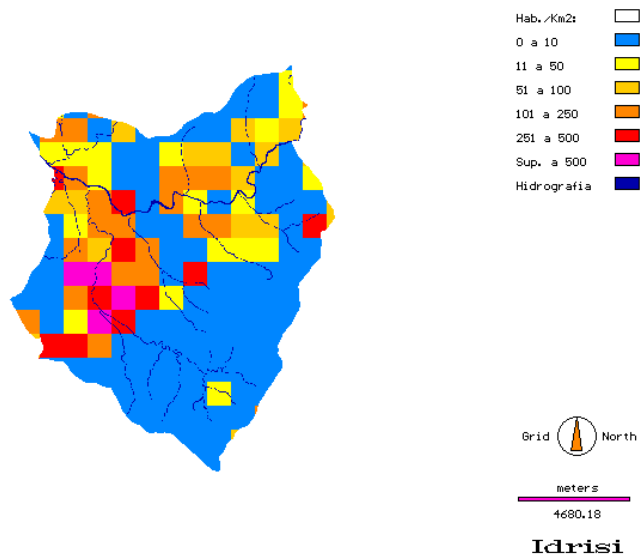 Hab./Km2:
0 a 10
11 a 50
51 a 100
101 a 250
251 a 500
Sup. a 500
Hidrografia
Grid North
meters
4680.18
Idrisi